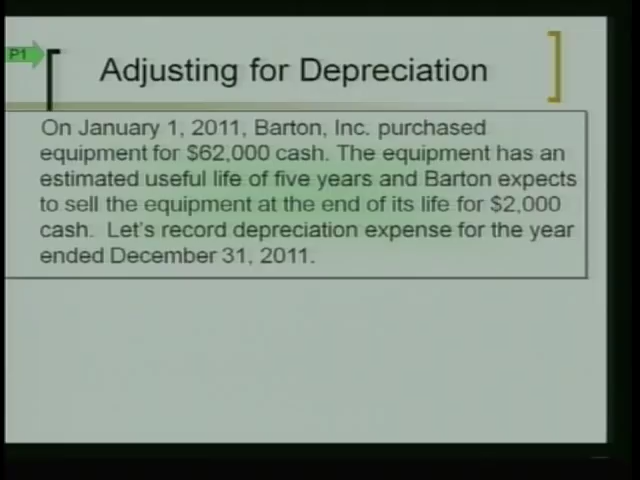 P1
Adjusting for Depreciation
On January 1, 2011, Barton, Inc. purchased
equipment for $62,000 cash. The equipment has an
estimated useful life of five years and Barton expects
to sell the equipment at the end of its life for $2,000
cash.  Let's record depreciation expense for the year
ended December 31, 2011.